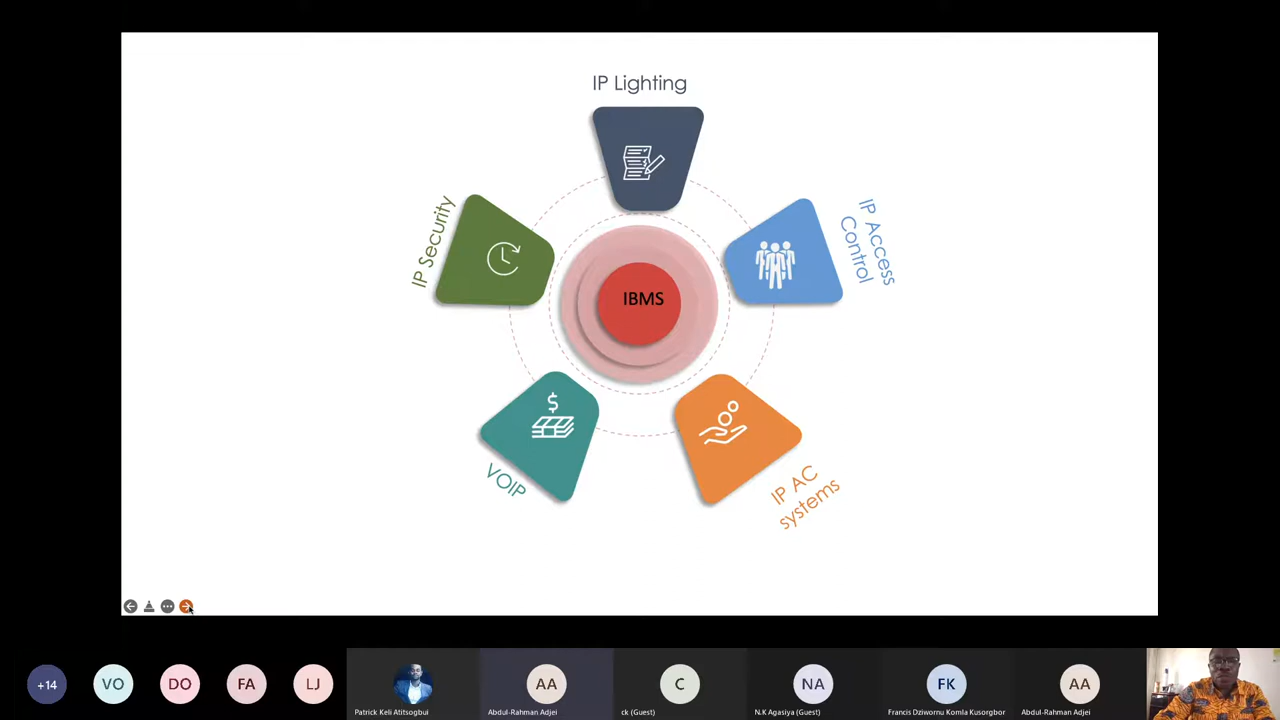 IP Lighting
IP Security
IP Access
Control
IBMS
$
VOIP
IP AC
systems
+14
VO
DO
FA
LJ
AA
C
NA
FK
AA
Patrick Keli Atitsogbui
Abdul-Rahman Adjei
ck (Guest)
N.K Agasiya (Guest)
Francis Dziwornu Komla Kusorgbor
Abdul-Rahman Adjei